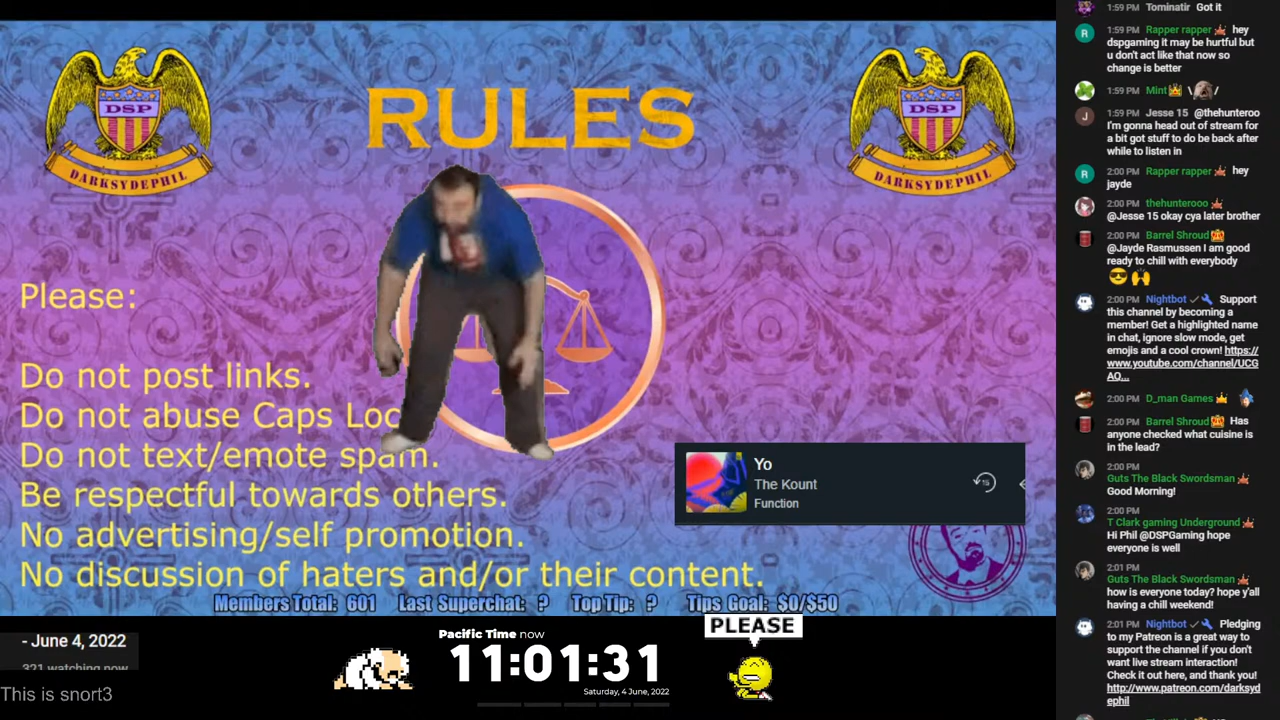 DSP
DARKSYDEPHIL
RULES
DSP
DARKSYDEPHIL
Please:
Do not post links.
Do not abuse Caps Loc
Do not text/emote spam.
Be respectful towards others.
No advertising/self promotion.
No discussion of haters and/or their content.
Members Total: 601 Last Superchat: ? Top Tip: ? Tips Goal: $0/$50
Yo
The Kount
Function
15
- June 4, 2022
321 watching now
This is snort3
Pacific Time now
11:01:31
Saturday, 4 June, 2022
PLEASE
1:59 PM Tominatir Got it
R
1:59 PM Rapper rapper hey
dspgaming it may be hurtful but
u don't act like that now so
change is better
1:59 PM Mint \ /
J
1:59 PM Jesse 15 @thehunteroo
I'm gonna head out of stream for
a bit got stuff to do be back after
while to listen in
R
2:00 PM Rapper rapper hey
jayde
2:00 PM thehunterooo
@Jesse 15 okay cya later brother
2:00 PM Barrel Shroud
@Jayde Rasmussen I am good
ready to chill with everybody
2:00 PM Nightbot Support
this channel by becoming a
member! Get a highlighted name
in chat, ignore slow mode, get
emojis and a cool crown! https://
www.youtube.com/channel/UCG
AQ...
2:00 PM D_man Games
2:00 PM Barrel Shroud Has
anyone checked what cuisine is
in the lead?
2:00 PM
Guts The Black Swordsman
Good Morning!
2:00 PM
T Clark gaming Underground
Hi Phil @DSPGaming hope
everyone is well
2:01 PM
Guts The Black Swordsman
how is everyone today? hope y'all
having a chill weekend!
2:01 PM Nightbot Pledging
to my Patreon is a great way to
support the channel if you don't
want live stream interaction!
Check it out here, and thank you!
http://www.patreon.com/darksyd
ephil